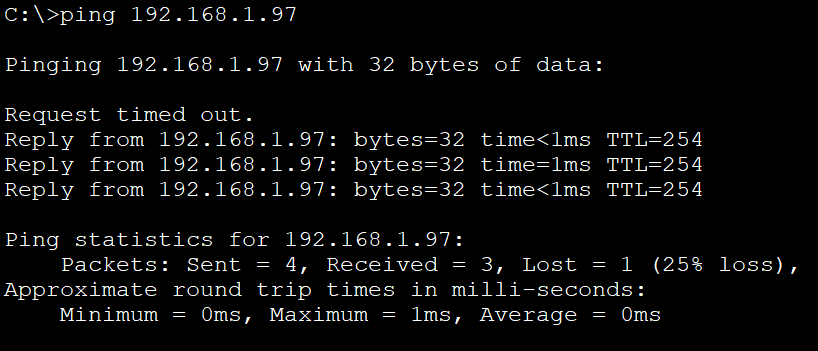 C:\>ping 192.168.1.97
Pinging 192.168.1.97 with 32 bytes of data:
Request timed out.
Reply from 192.168.1.97: bytes=32 time<1ms TTL=254
Reply from 192.168.1.97: bytes=32 time=1ms TTL=254
Reply from 192.168.1.97: bytes=32 time<1ms TTL=254
Ping statistics for 192.168.1.97:
Packets: Sent = 4, Received = 3, Lost = 1 (25% loss),
Approximate round trip times in milli-seconds:
Minimum = 0ms, Maximum = 1ms, Average = 0ms